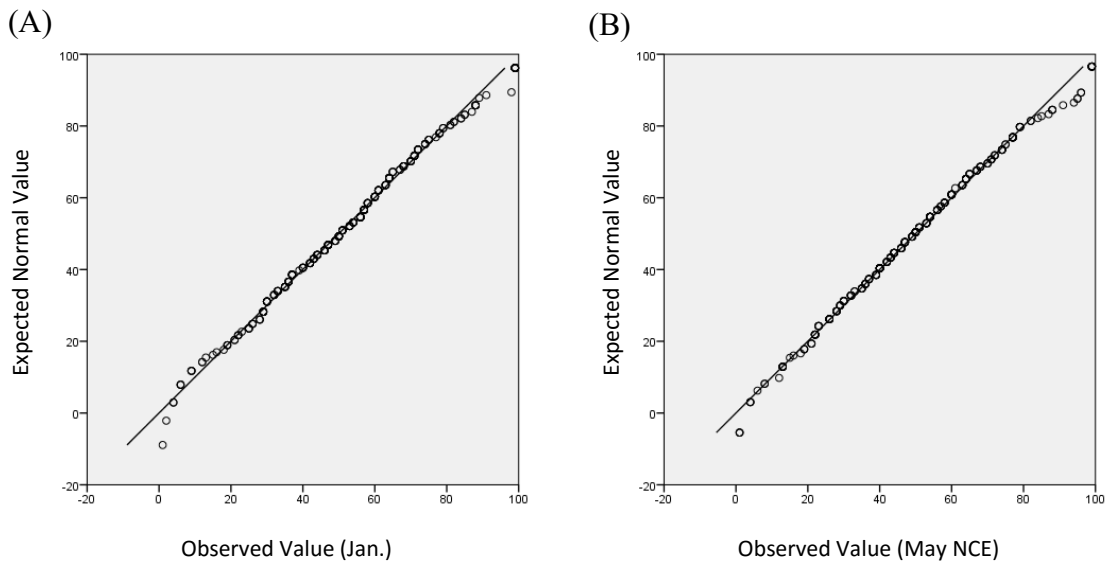 (A)
100
80
60
40
20
0
-20
-20 0 20 40 60 80 100
Expected Normal Value
Observed Value (Jan.)
(B)
100
80
60
40
20
0
-20
-20 0 20 40 60 80 100
Expected Normal Value
Observed Value (May NCE)